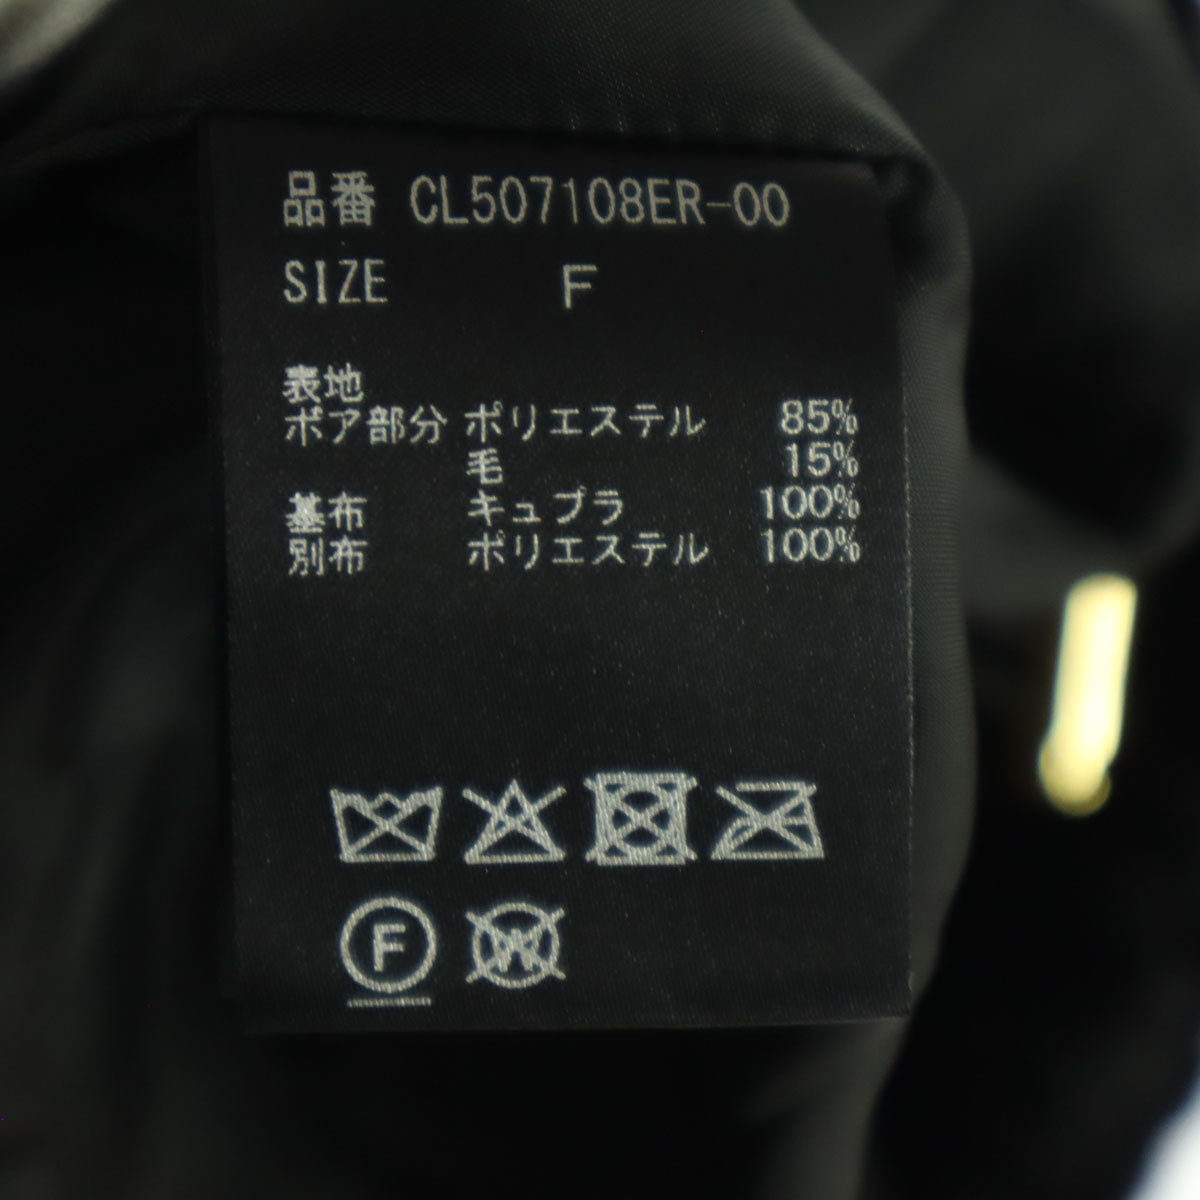 品番 CL507108ER-00
SIZE F
表地
ボア部分 ポリエステル 85%
毛 15%
基布 キュプラ 100%
別布 ポリエステル 100%
F W